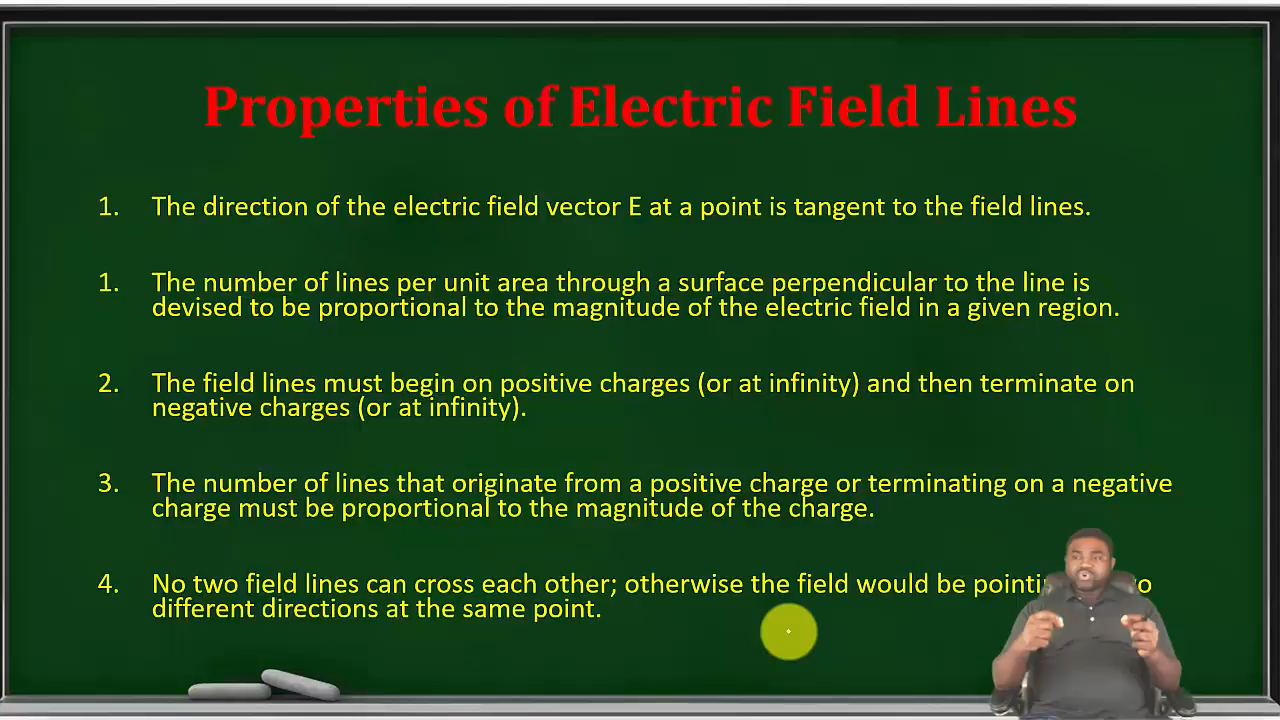 Properties of Electric Field Lines
1. The direction of the electric field vector E at a point is tangent to the field lines.
1. The number of lines per unit area through a surface perpendicular to the line is
devised to be proportional to the magnitude of the electric field in a given region.
2. The field lines must begin on positive charges (or at infinity) and then terminate on
negative charges (or at infinity).
3. The number of lines that originate from a positive charge or terminating on a negative
charge must be proportional to the magnitude of the charge.
4. No two field lines can cross each other; otherwise the field would be
different directions at the same point.